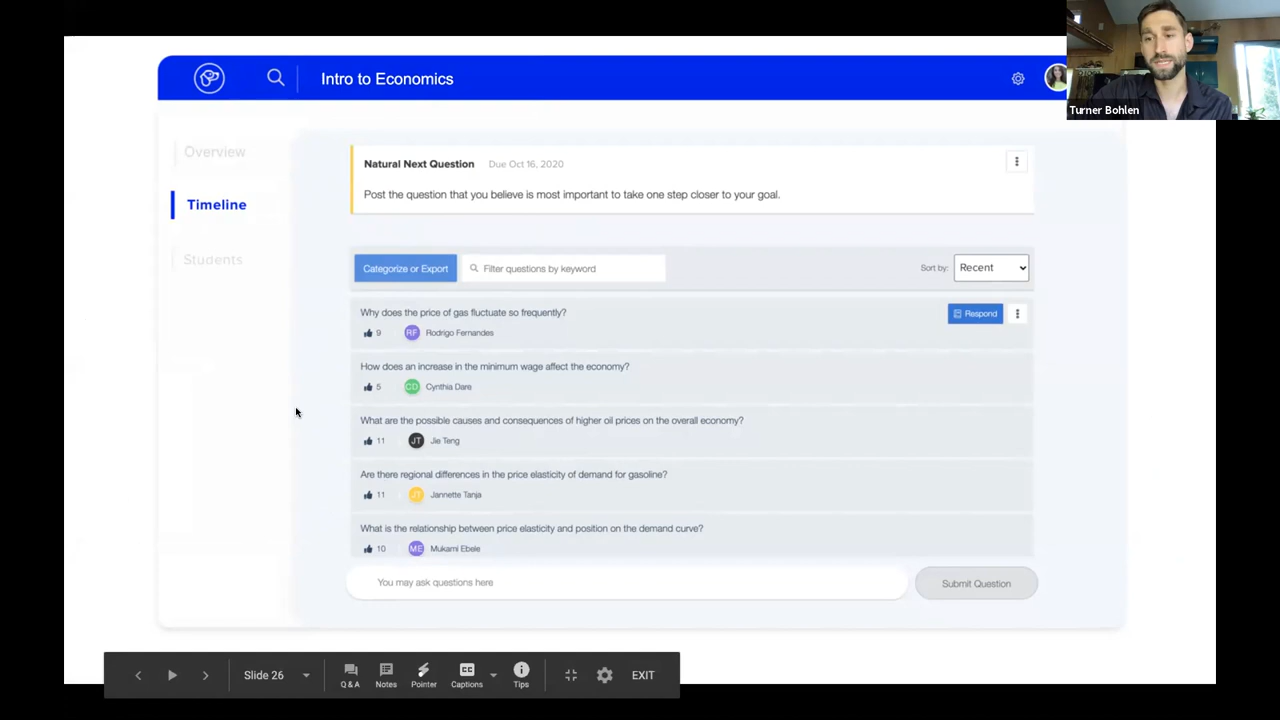 Intro to Economics
Turner Bohlen
Overview
Timeline
Students
Natural Next Question Due Oct 16, 2020
Post the question that you believe is most important to take one step closer to your goal.
Categorize or Export Filter questions by keyword Sort by: Recent
Why does the price of gas fluctuate so frequently? Respond
9 RF Rodrigo Fernandes
How does an increase in the minimum wage affect the economy?
5 CD Cynthia Dare
What are the possible causes and consequences of higher oil prices on the overall economy?
11 JT Jie Teng
Are there regional differences in the price elasticity of demand for gasoline?
11 JT Jannette Tanja
What is the relationship between price elasticity and position on the demand curve?
10 ME Mukami Ebele
You may ask questions here Submit Question
Slide 26 Q & A Notes Pointer CC Captions Tips EXIT